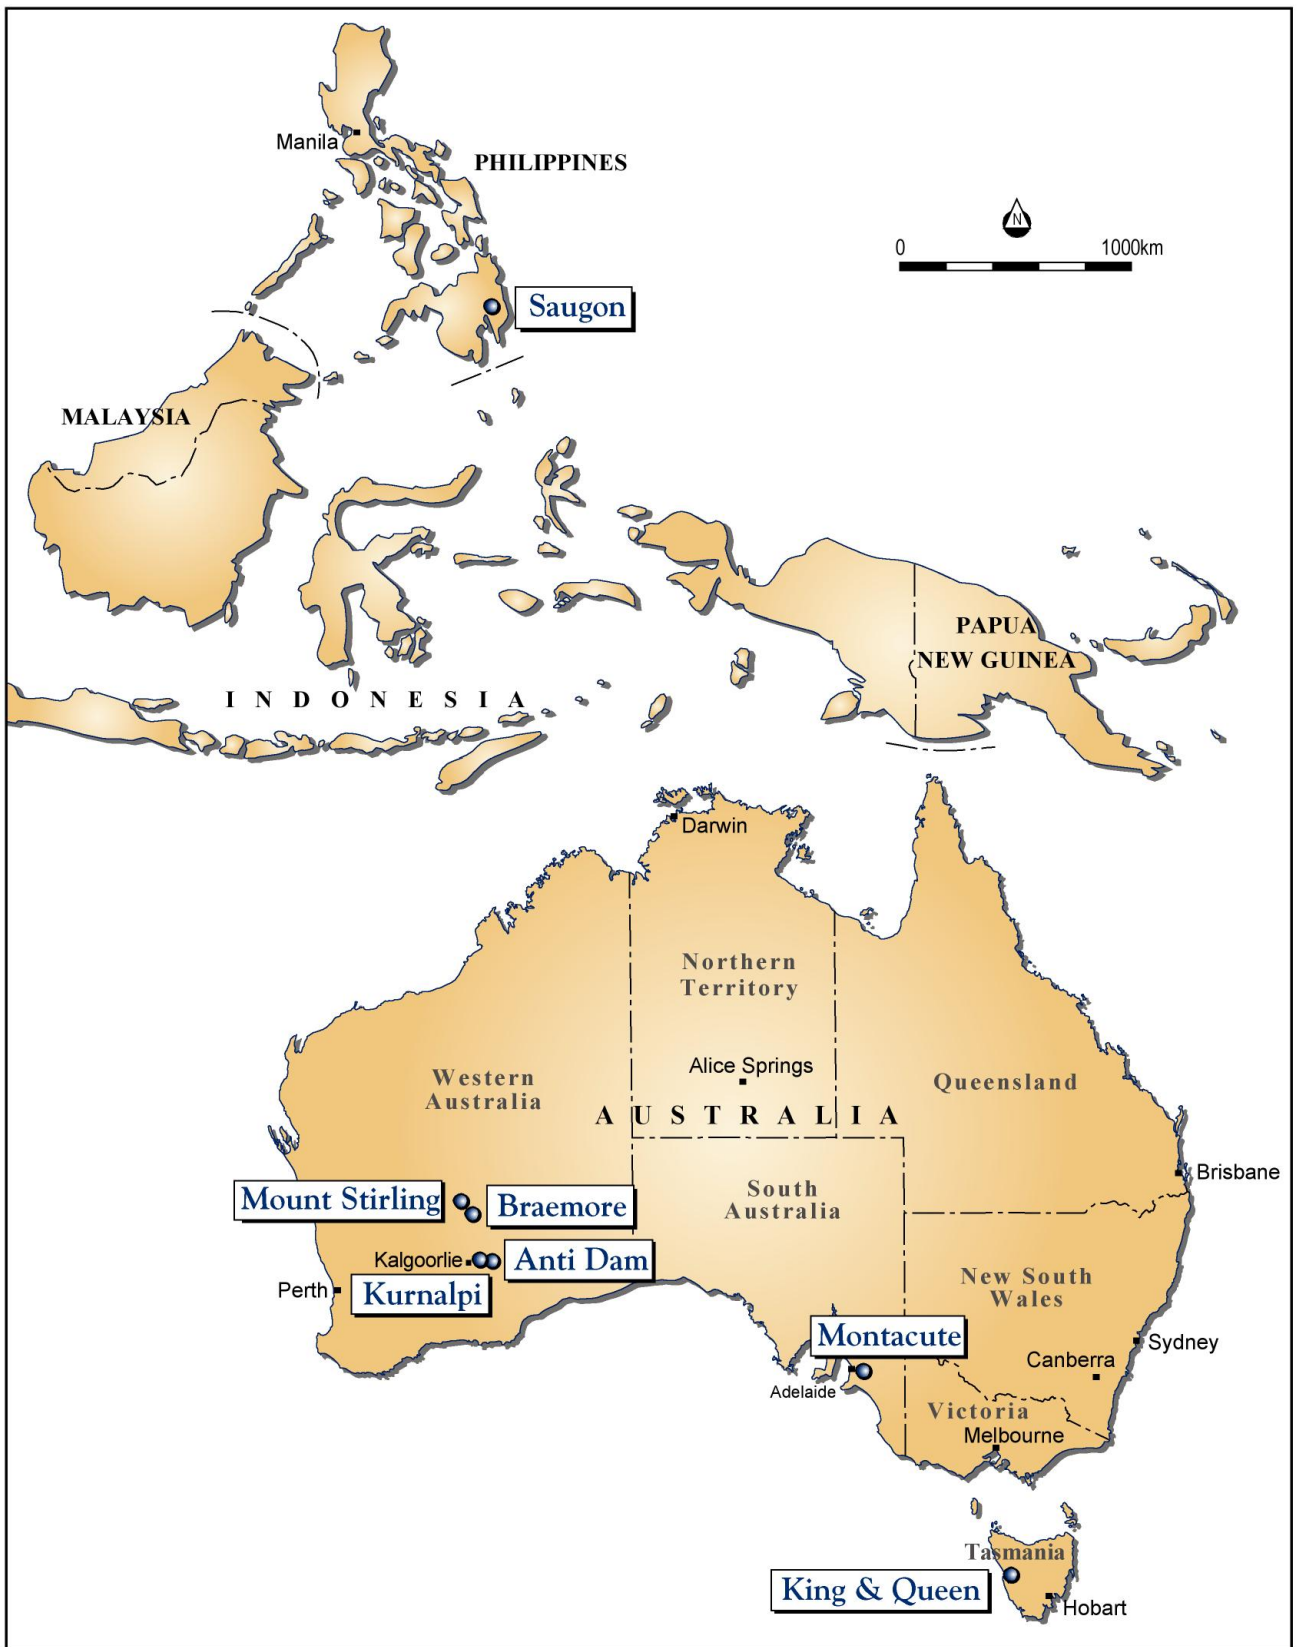 Manila
PHILIPPINES
N
0 1000km
Saugon
MALAYSIA
PAPUA
NEW GUINEA
INDONESIA
Darwin
Northern
Territory
Alice Springs
Western
Australia
Queensland
AUSTRALIA
Brisbane
Mount Stirling
Braemore
South
Australia
Kalgoorlie
Anti Dam
Perth
Kurnalpi
New South
Wales
Montacute
Sydney
Canberra
Adelaide
Victoria
Melbourne
Tasmania
King & Queen
Hobart